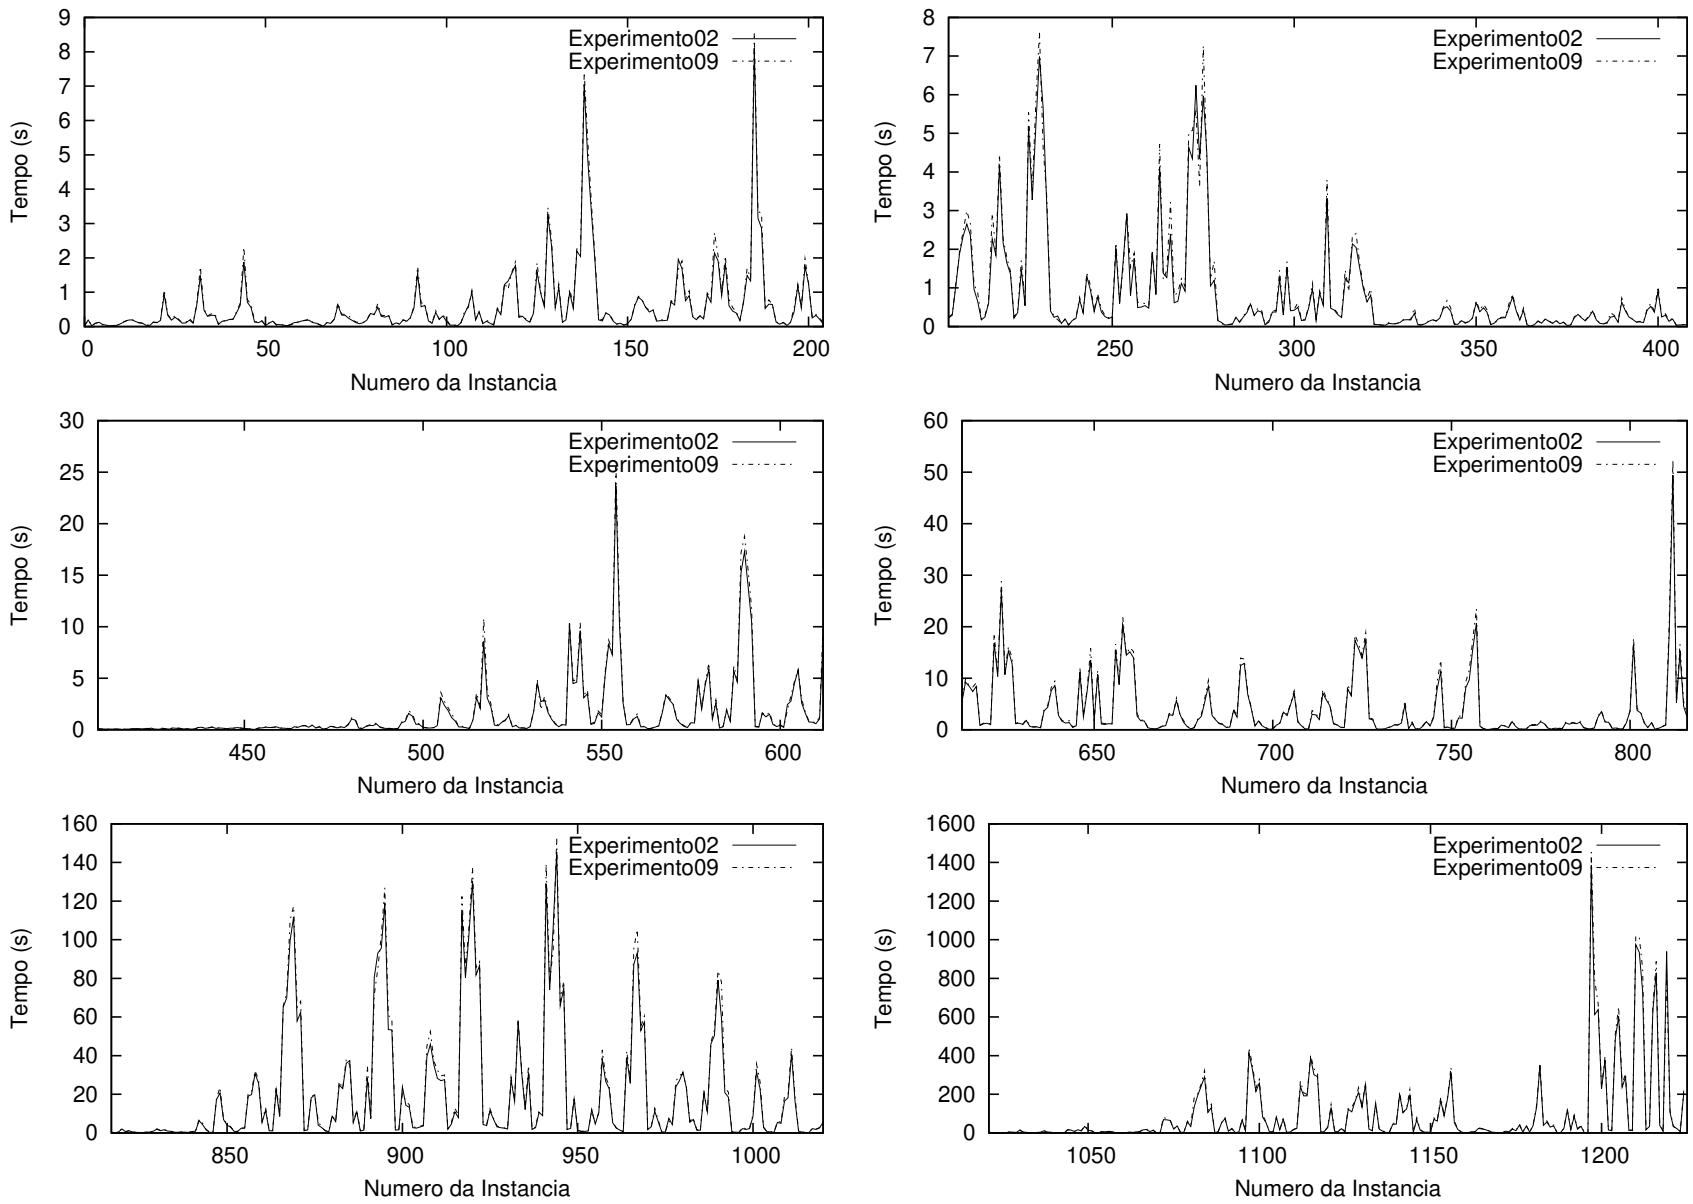 Experimento02
Experimento09
Tempo (s)
9
8
7
6
5
4
3
2
1
0
0 50 100 150 200
Numero da Instancia
Experimento02
Experimento09
Tempo (s)
8
7
6
5
4
3
2
1
0
250 300 350 400
Numero da Instancia
Experimento02
Experimento09
Tempo (s)
30
25
20
15
10
5
0
450 500 550 600
Numero da Instancia
Experimento02
Experimento09
Tempo (s)
60
50
40
30
20
10
0
650 700 750 800
Numero da Instancia
Experimento02
Experimento09
Tempo (s)
160
140
120
100
80
60
40
20
0
850 900 950 1000
Numero da Instancia
Experimento02
Experimento09
Tempo (s)
1600
1400
1200
1000
800
600
400
200
0
1050 1100 1150 1200
Numero da Instancia